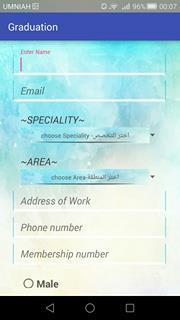 UMNIAH 96% 00:07
Graduation
Enter Name
Email
~SPECIALITY~
choose Speciality -اختر التخصص
~AREA~
choose Area-اختر المنطقة
Address of Work
Phone number
Membership number
Male